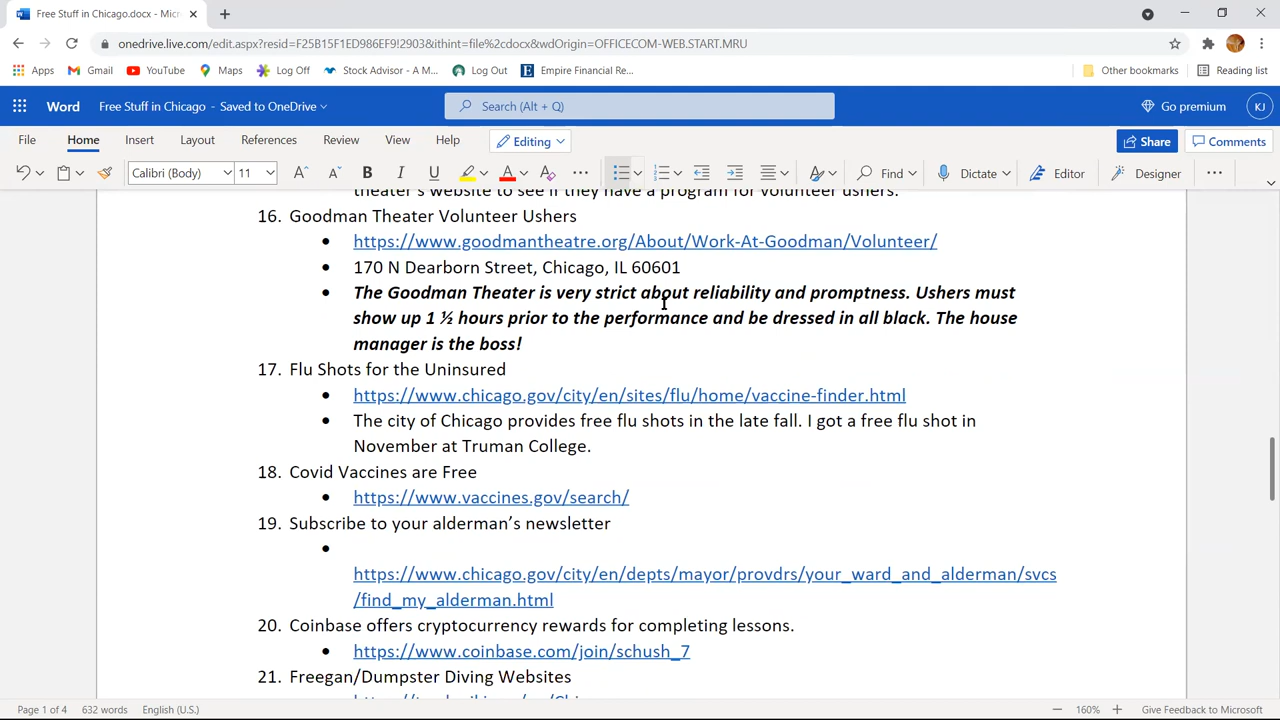 Free Stuff in Chicago.docx - Micr
onedrive.live.com/edit.aspx?resid=F25B15F1ED986EF9!2903&ithint=file%2cdocx&wdOrigin=OFFICECOM-WEB.START.MRU
Apps Gmail YouTube Maps Log Off Stock Advisor - A M... Log Out Empire Financial Re... Other bookmarks Reading list
Word Free Stuff in Chicago - Saved to OneDrive Search (Alt + Q) Go premium KJ
File Home Insert Layout References Review View Help Editing Share Comments
Calibri (Body) 11 A A B I U A A ... Find Dictate Editor Designer ...
theater's website to see if they have a program for volunteer ushers.
16. Goodman Theater Volunteer Ushers
• https://www.goodmantheatre.org/About/Work-At-Goodman/Volunteer/
• 170 N Dearborn Street, Chicago, IL 60601
• The Goodman Theater is very strict about reliability and promptness. Ushers must
show up 1 ½ hours prior to the performance and be dressed in all black. The house
manager is the boss!
17. Flu Shots for the Uninsured
• https://www.chicago.gov/city/en/sites/flu/home/vaccine-finder.html
• The city of Chicago provides free flu shots in the late fall. I got a free flu shot in
November at Truman College.
18. Covid Vaccines are Free
• https://www.vaccines.gov/search/
19. Subscribe to your alderman's newsletter
•
https://www.chicago.gov/city/en/depts/mayor/provdrs/your_ward_and_alderman/svcs
/find_my_alderman.html
20. Coinbase offers cryptocurrency rewards for completing lessons.
• https://www.coinbase.com/join/schush_7
21. Freegan/Dumpster Diving Websites
Page 1 of 4 632 words English (U.S.) 160% Give Feedback to Microsoft